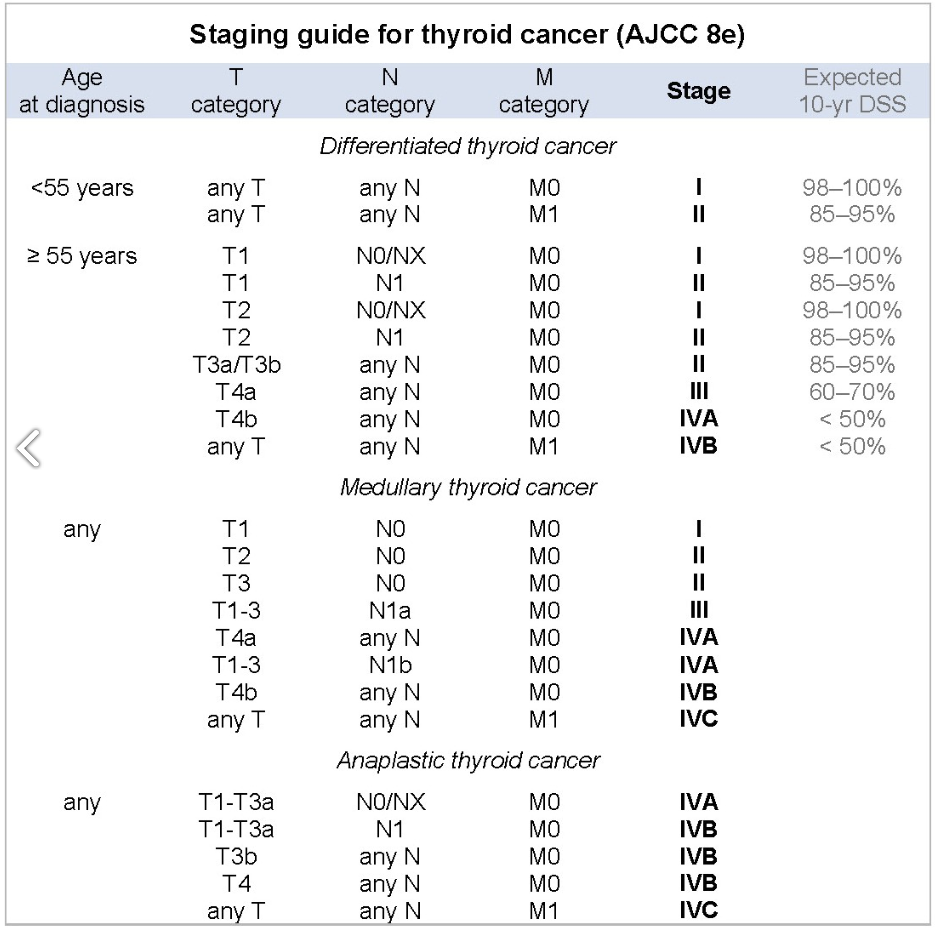 Staging guide for thyroid cancer (AJCC 8e)
Age at diagnosis T category N category M category Stage Expected 10-yr DSS
Differentiated thyroid cancer
<55 years any T any N M0 I 98–100%
any T any N M1 II 85–95%
≥ 55 years T1 N0/NX M0 I 98–100%
T1 N1 M0 II 85–95%
T2 N0/NX M0 I 98–100%
T2 N1 M0 II 85–95%
T3a/T3b any N M0 II 85–95%
T4a any N M0 III 60–70%
T4b any N M0 IVA < 50%
any T any N M1 IVB < 50%
Medullary thyroid cancer
any T1 N0 M0 I
T2 N0 M0 II
T3 N0 M0 II
T1-3 N1a M0 III
T4a any N M0 IVA
T1-3 N1b M0 IVA
T4b any N M0 IVB
any T any N M1 IVC
Anaplastic thyroid cancer
any T1-T3a N0/NX M0 IVA
T1-T3a N1 M0 IVB
T3b any N M0 IVB
T4 any N M0 IVB
any T any N M1 IVC